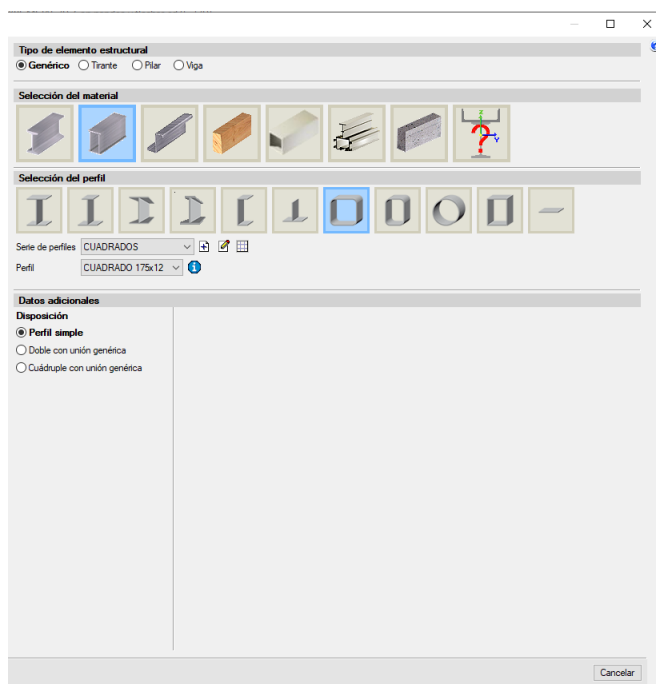 Tipo de elemento estructural
Genérico Tirante Pilar Viga
Selección del material
Selección del perfil
Serie de perfiles CUADRADOS
Perfil CUADRADO 175x12
Datos adicionales
Disposición
Perfil simple
Doble con unión genérica
Cuádruple con unión genérica
Cancelar